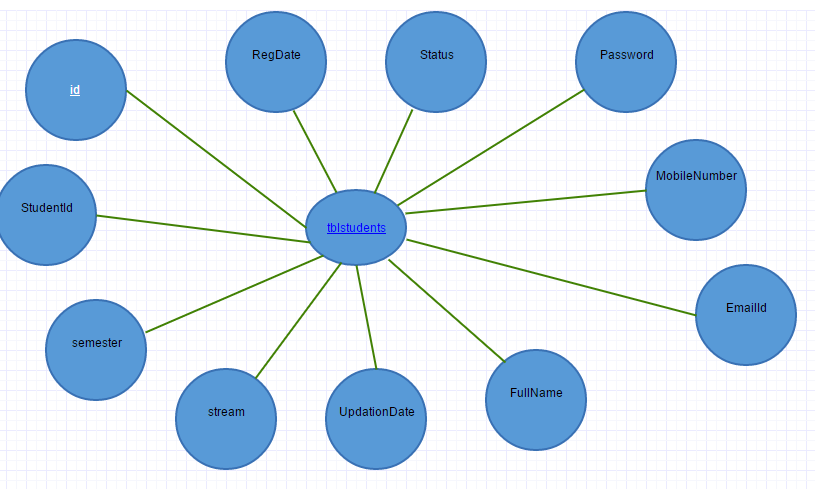 RegDate
Status
Password
id
MobileNumber
StudentId
tblstudents
EmailId
semester
FullName
stream
UpdationDate